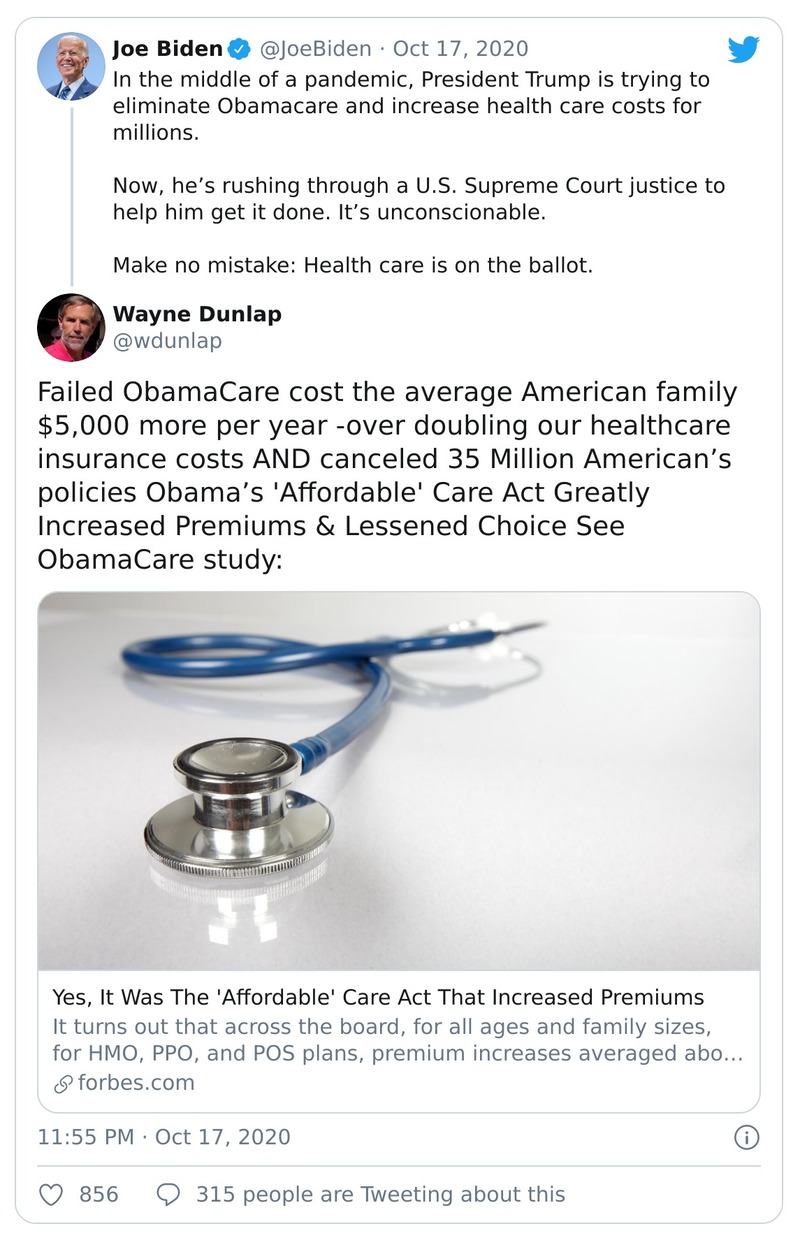 Joe Biden @JoeBiden · Oct 17, 2020
In the middle of a pandemic, President Trump is trying to
eliminate Obamacare and increase health care costs for
millions.
Now, he’s rushing through a U.S. Supreme Court justice to
help him get it done. It’s unconscionable.
Make no mistake: Health care is on the ballot.
Wayne Dunlap
@wdunlap
Failed ObamaCare cost the average American family
$5,000 more per year -over doubling our healthcare
insurance costs AND canceled 35 Million American’s
policies Obama’s 'Affordable' Care Act Greatly
Increased Premiums & Lessened Choice See
ObamaCare study:
Yes, It Was The 'Affordable' Care Act That Increased Premiums
It turns out that across the board, for all ages and family sizes,
for HMO, PPO, and POS plans, premium increases averaged abo…
forbes.com
11:55 PM · Oct 17, 2020
856 315 people are Tweeting about this